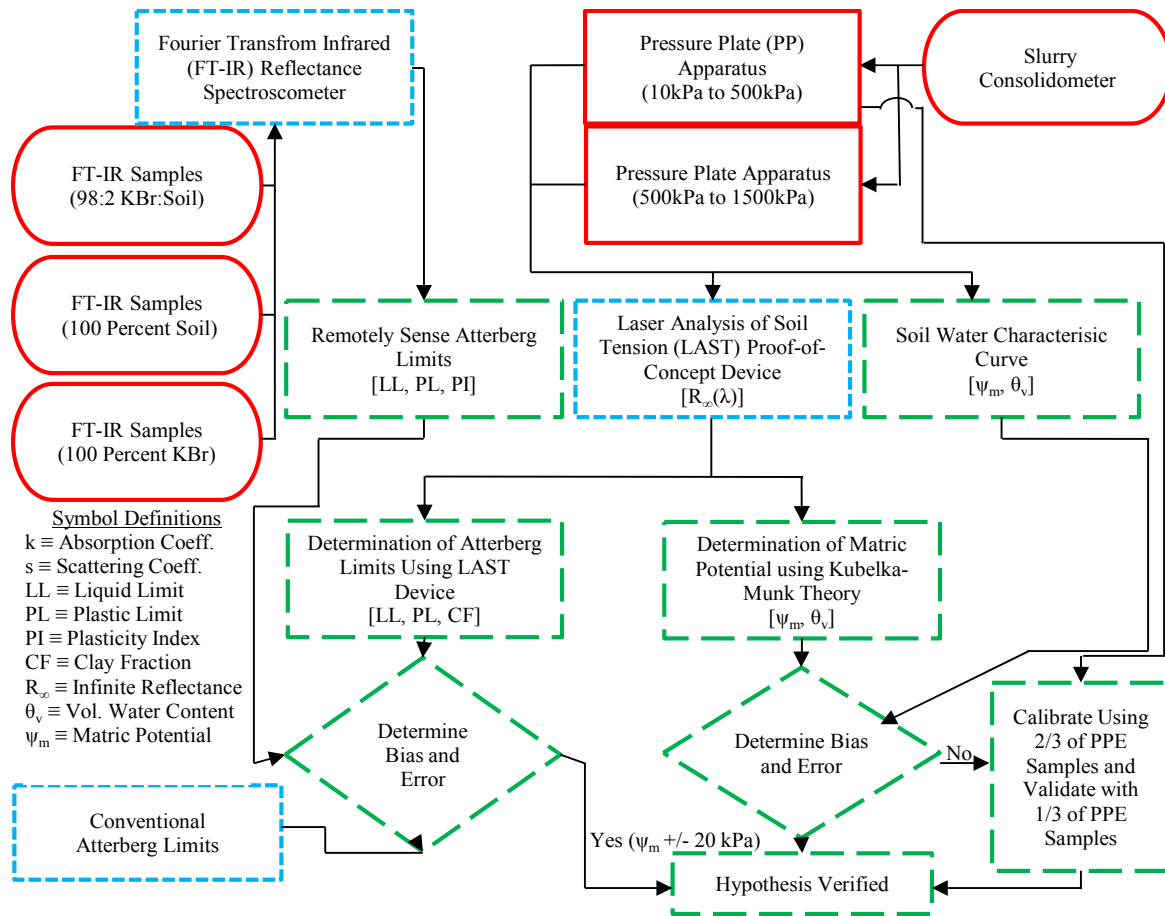 Fourier Transfrom Infrared
(FT-IR) Reflectance
Spectroscometer
Pressure Plate (PP)
Apparatus
(10kPa to 500kPa)
Slurry
Consolidometer
FT-IR Samples
(98:2 KBr:Soil)
Pressure Plate Apparatus
(500kPa to 1500kPa)
FT-IR Samples
(100 Percent Soil)
Remotely Sense Atterberg
Limits
[LL, PL, PI]
Laser Analysis of Soil
Tension (LAST) Proof-of-
Concept Device
[R∞(λ)]
Soil Water Characterisic
Curve
[ψm, θv]
FT-IR Samples
(100 Percent KBr)
Symbol Definitions
k ≡ Absorption Coeff.
s ≡ Scattering Coeff.
LL ≡ Liquid Limit
PL ≡ Plastic Limit
PI ≡ Plasticity Index
CF ≡ Clay Fraction
R∞ ≡ Infinite Reflectance
θv ≡ Vol. Water Content
ψm ≡ Matric Potential
Determination of Atterberg
Limits Using LAST
Device
[LL, PL, CF]
Determination of Matric
Potential using Kubelka-
Munk Theory
[ψm, θv]
Determine
Bias and
Error
Determine Bias
and Error
No
Calibrate Using
2/3 of PPE
Samples and
Validate with
1/3 of PPE
Samples
Conventional
Atterberg Limits
Yes (ψm +/- 20 kPa)
Hypothesis Verified